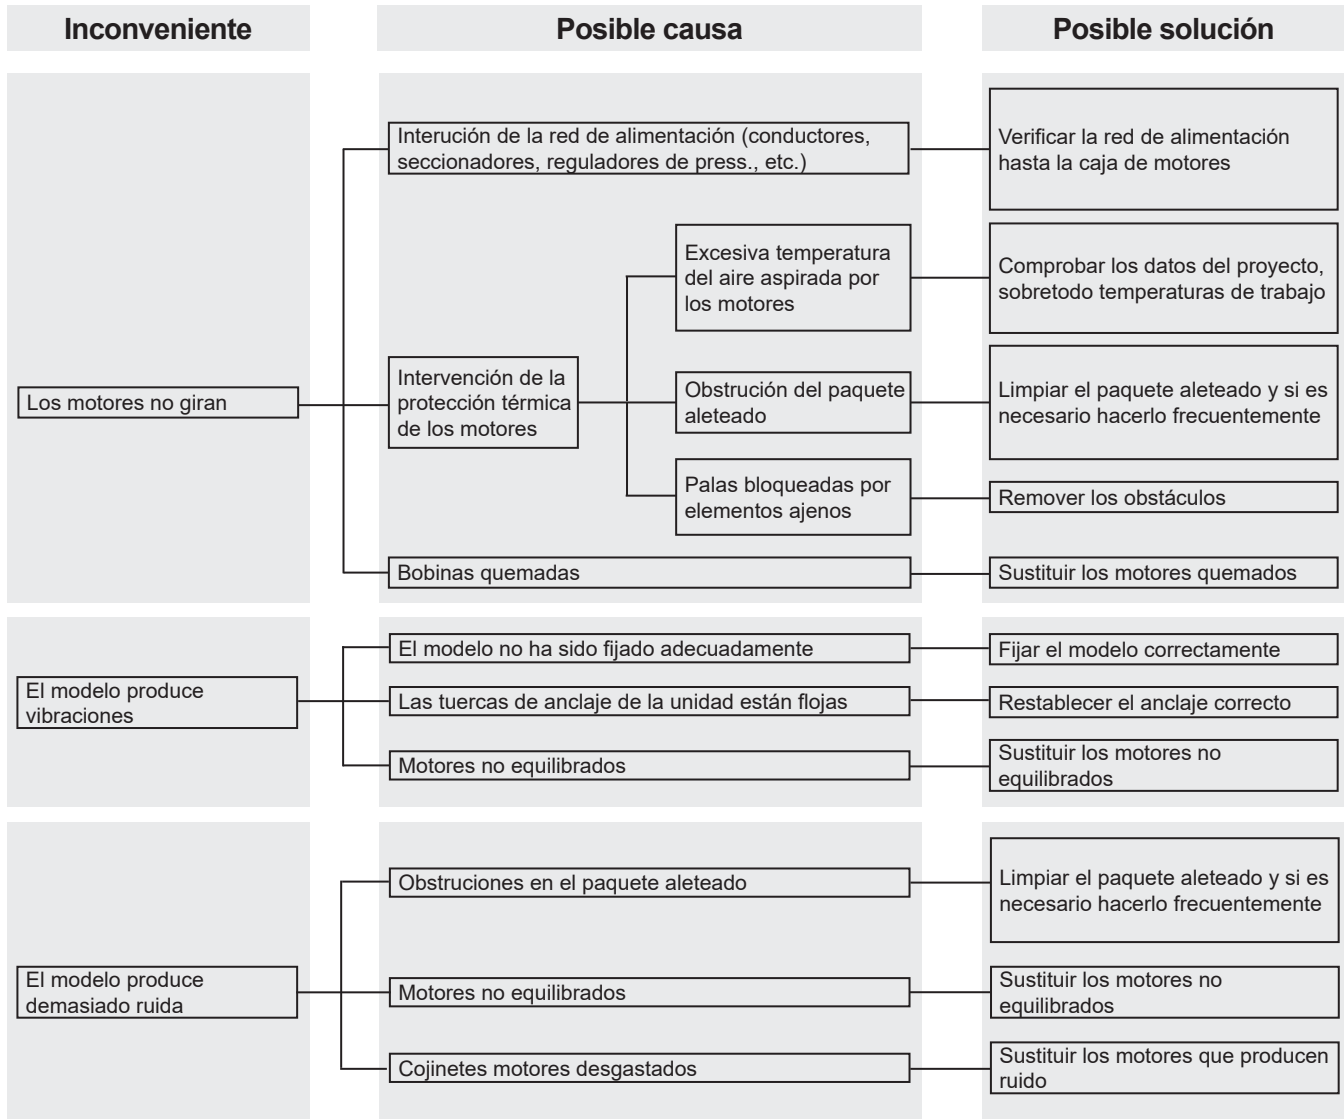 Inconveniente
Posible causa
Posible solución
Los motores no giran
Interución de la red de alimentación (conductores,
seccionadores, reguladores de press., etc.)
Verificar la red de alimentación
hasta la caja de motores
Intervención de la
protección térmica
de los motores
Excesiva temperatura
del aire aspirada por
los motores
Comprobar los datos del proyecto,
sobretodo temperaturas de trabajo
Obstrución del paquete
aleteado
Limpiar el paquete aleteado y si es
necesario hacerlo frecuentemente
Palas bloqueadas por
elementos ajenos
Remover los obstáculos
Bobinas quemadas
Sustituir los motores quemados
El modelo produce
vibraciones
El modelo no ha sido fijado adecuadamente
Fijar el modelo correctamente
Las tuercas de anclaje de la unidad están flojas
Restablecer el anclaje correcto
Motores no equilibrados
Sustituir los motores no
equilibrados
El modelo produce
demasiado ruida
Obstruciones en el paquete aleteado
Limpiar el paquete aleteado y si es
necesario hacerlo frecuentemente
Motores no equilibrados
Sustituir los motores no
equilibrados
Cojinetes motores desgastados
Sustituir los motores que producen
ruido